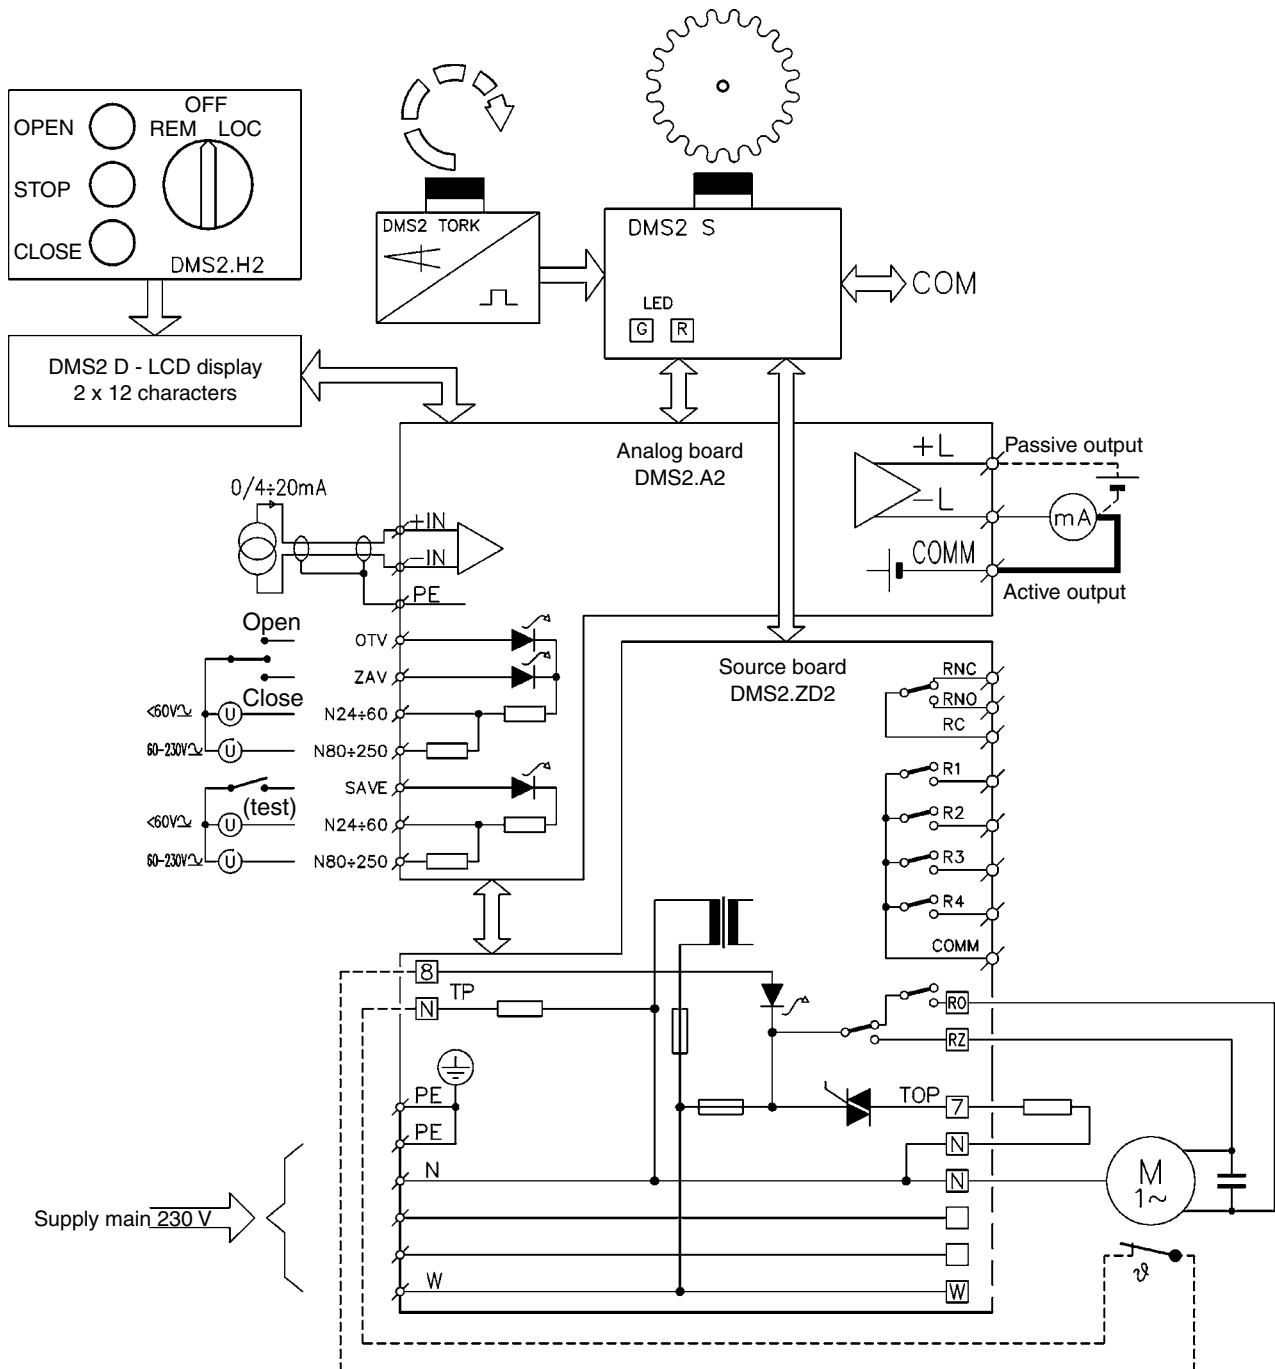 OFF
OPEN
REM LOC
STOP
CLOSE
DMS2.H2
DMS2 TORK
DMS2 S
LED
G R
COM
DMS2 D - LCD display
2 x 12 characters
Analog board
DMS2.A2
+L
Passive output
−L
mA
COMM
Active output
0/4÷20mA
+IN
−IN
PE
Open
OTV
ZAV
Close
<60V
U
N24÷60
60-230V
U
N80÷250
SAVE
(test)
<60V
U
N24÷60
60-230V
U
N80÷250
Source board
DMS2.ZD2
RNC
RNO
RC
R1
R2
R3
R4
COMM
8
TP
N
RO
RZ
PE
TOP 7
PE
N
N
N
M
1~
Supply main 230 V
W
W
ϑ